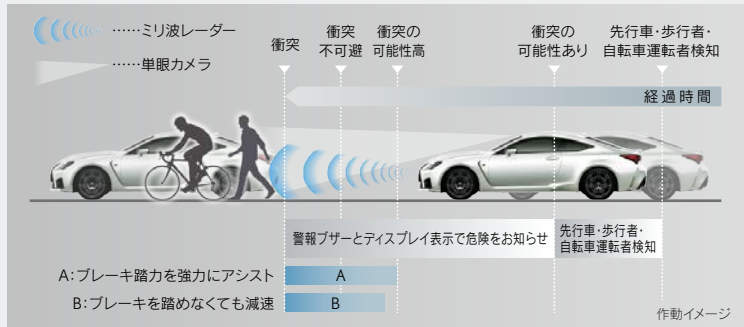 ……ミリ波レーダー
……単眼カメラ
衝突
衝突
不可避
衝突の
可能性高
衝突の
可能性あり
先行車・歩行者・
自転車運転者検知
経過時間
警報ブザーとディスプレイ表示で危険をお知らせ
先行車・歩行者・
自転車運転者検知
A：ブレーキ踏力を強力にアシスト
A
B：ブレーキを踏めなくても減速
B
作動イメージ